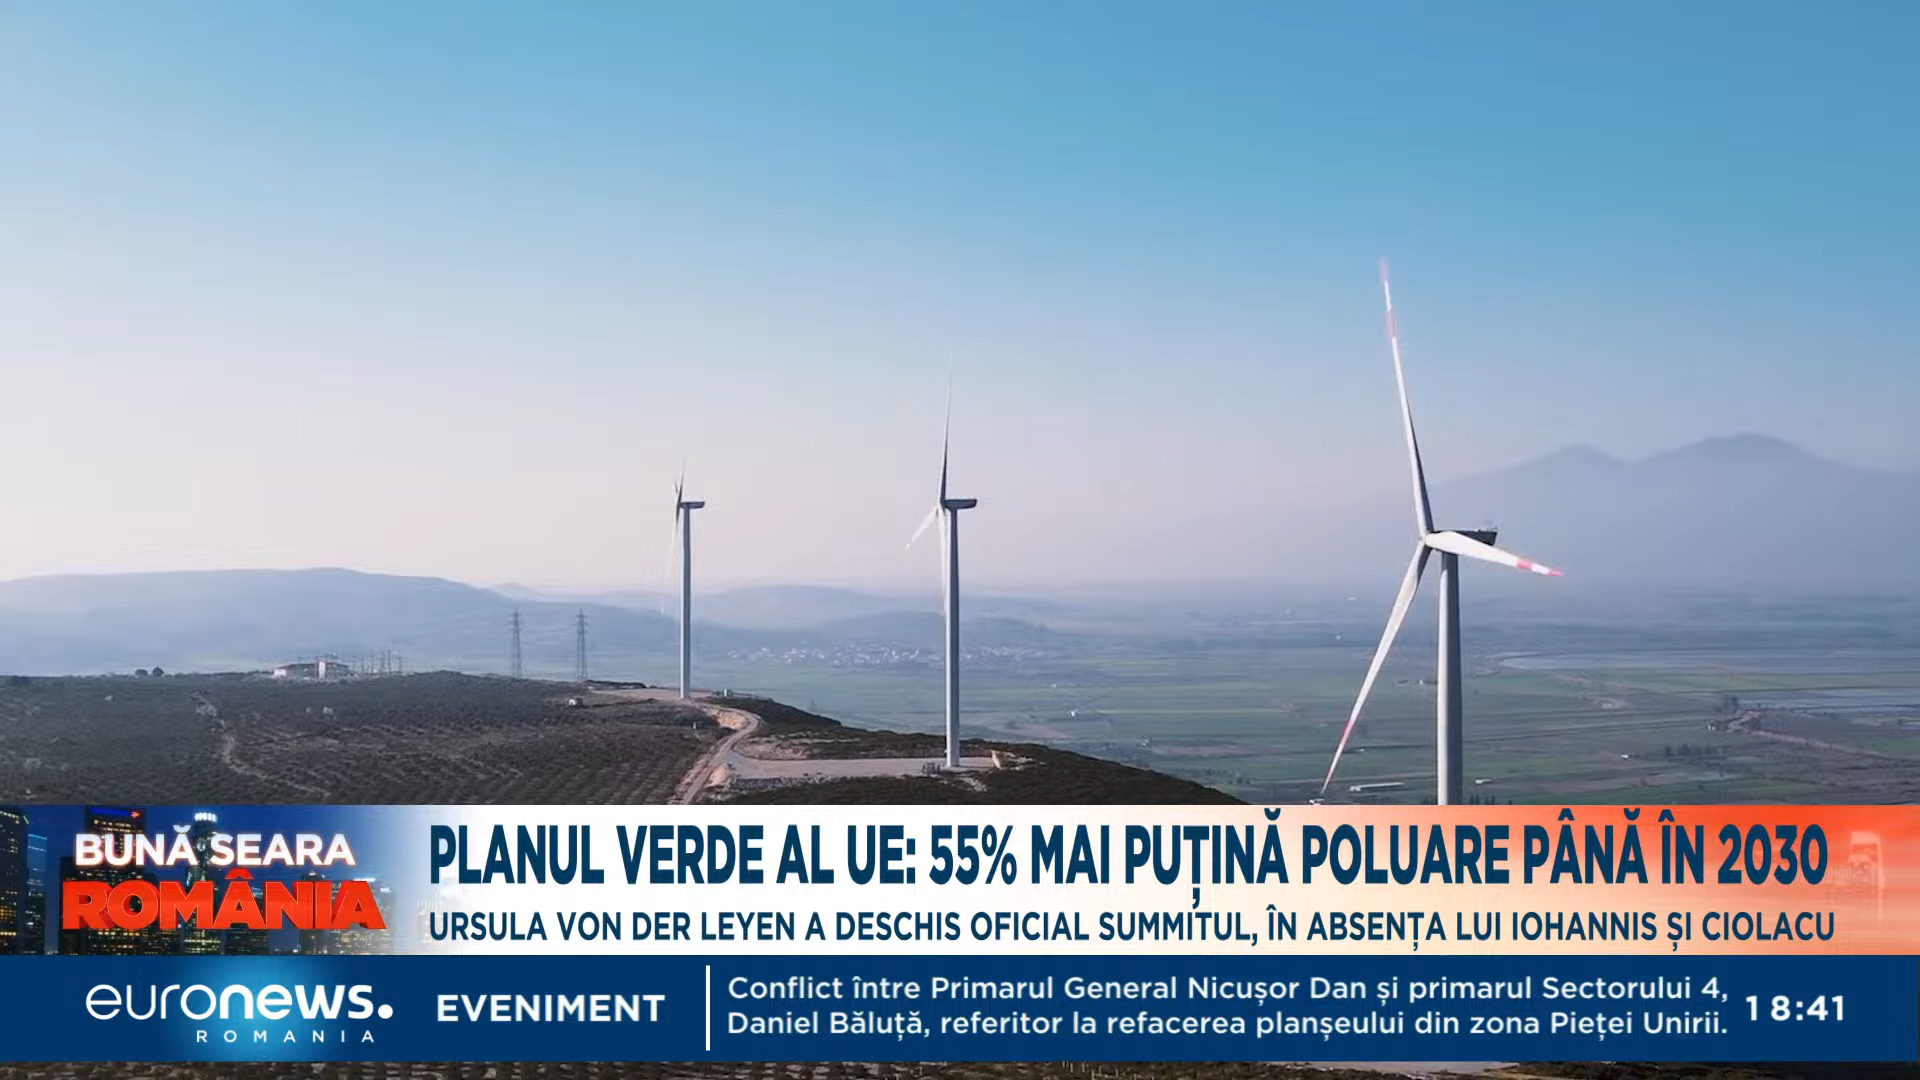 BUNĂ SEARA
ROMÂNIA
PLANUL VERDE AL UE: 55% MAI PUȚINĂ POLUARE PÂNĂ ÎN 2030
URSULA VON DER LEYEN A DESCHIS OFICIAL SUMMITUL, ÎN ABSENȚA LUI IOHANNIS ȘI CIOLACU
euronews.
ROMANIA
EVENIMENT
Conflict între Primarul General Nicușor Dan și primarul Sectorului 4,
Daniel Băluță, referitor la refacerea planșeului din zona Pieței Unirii.
18:41